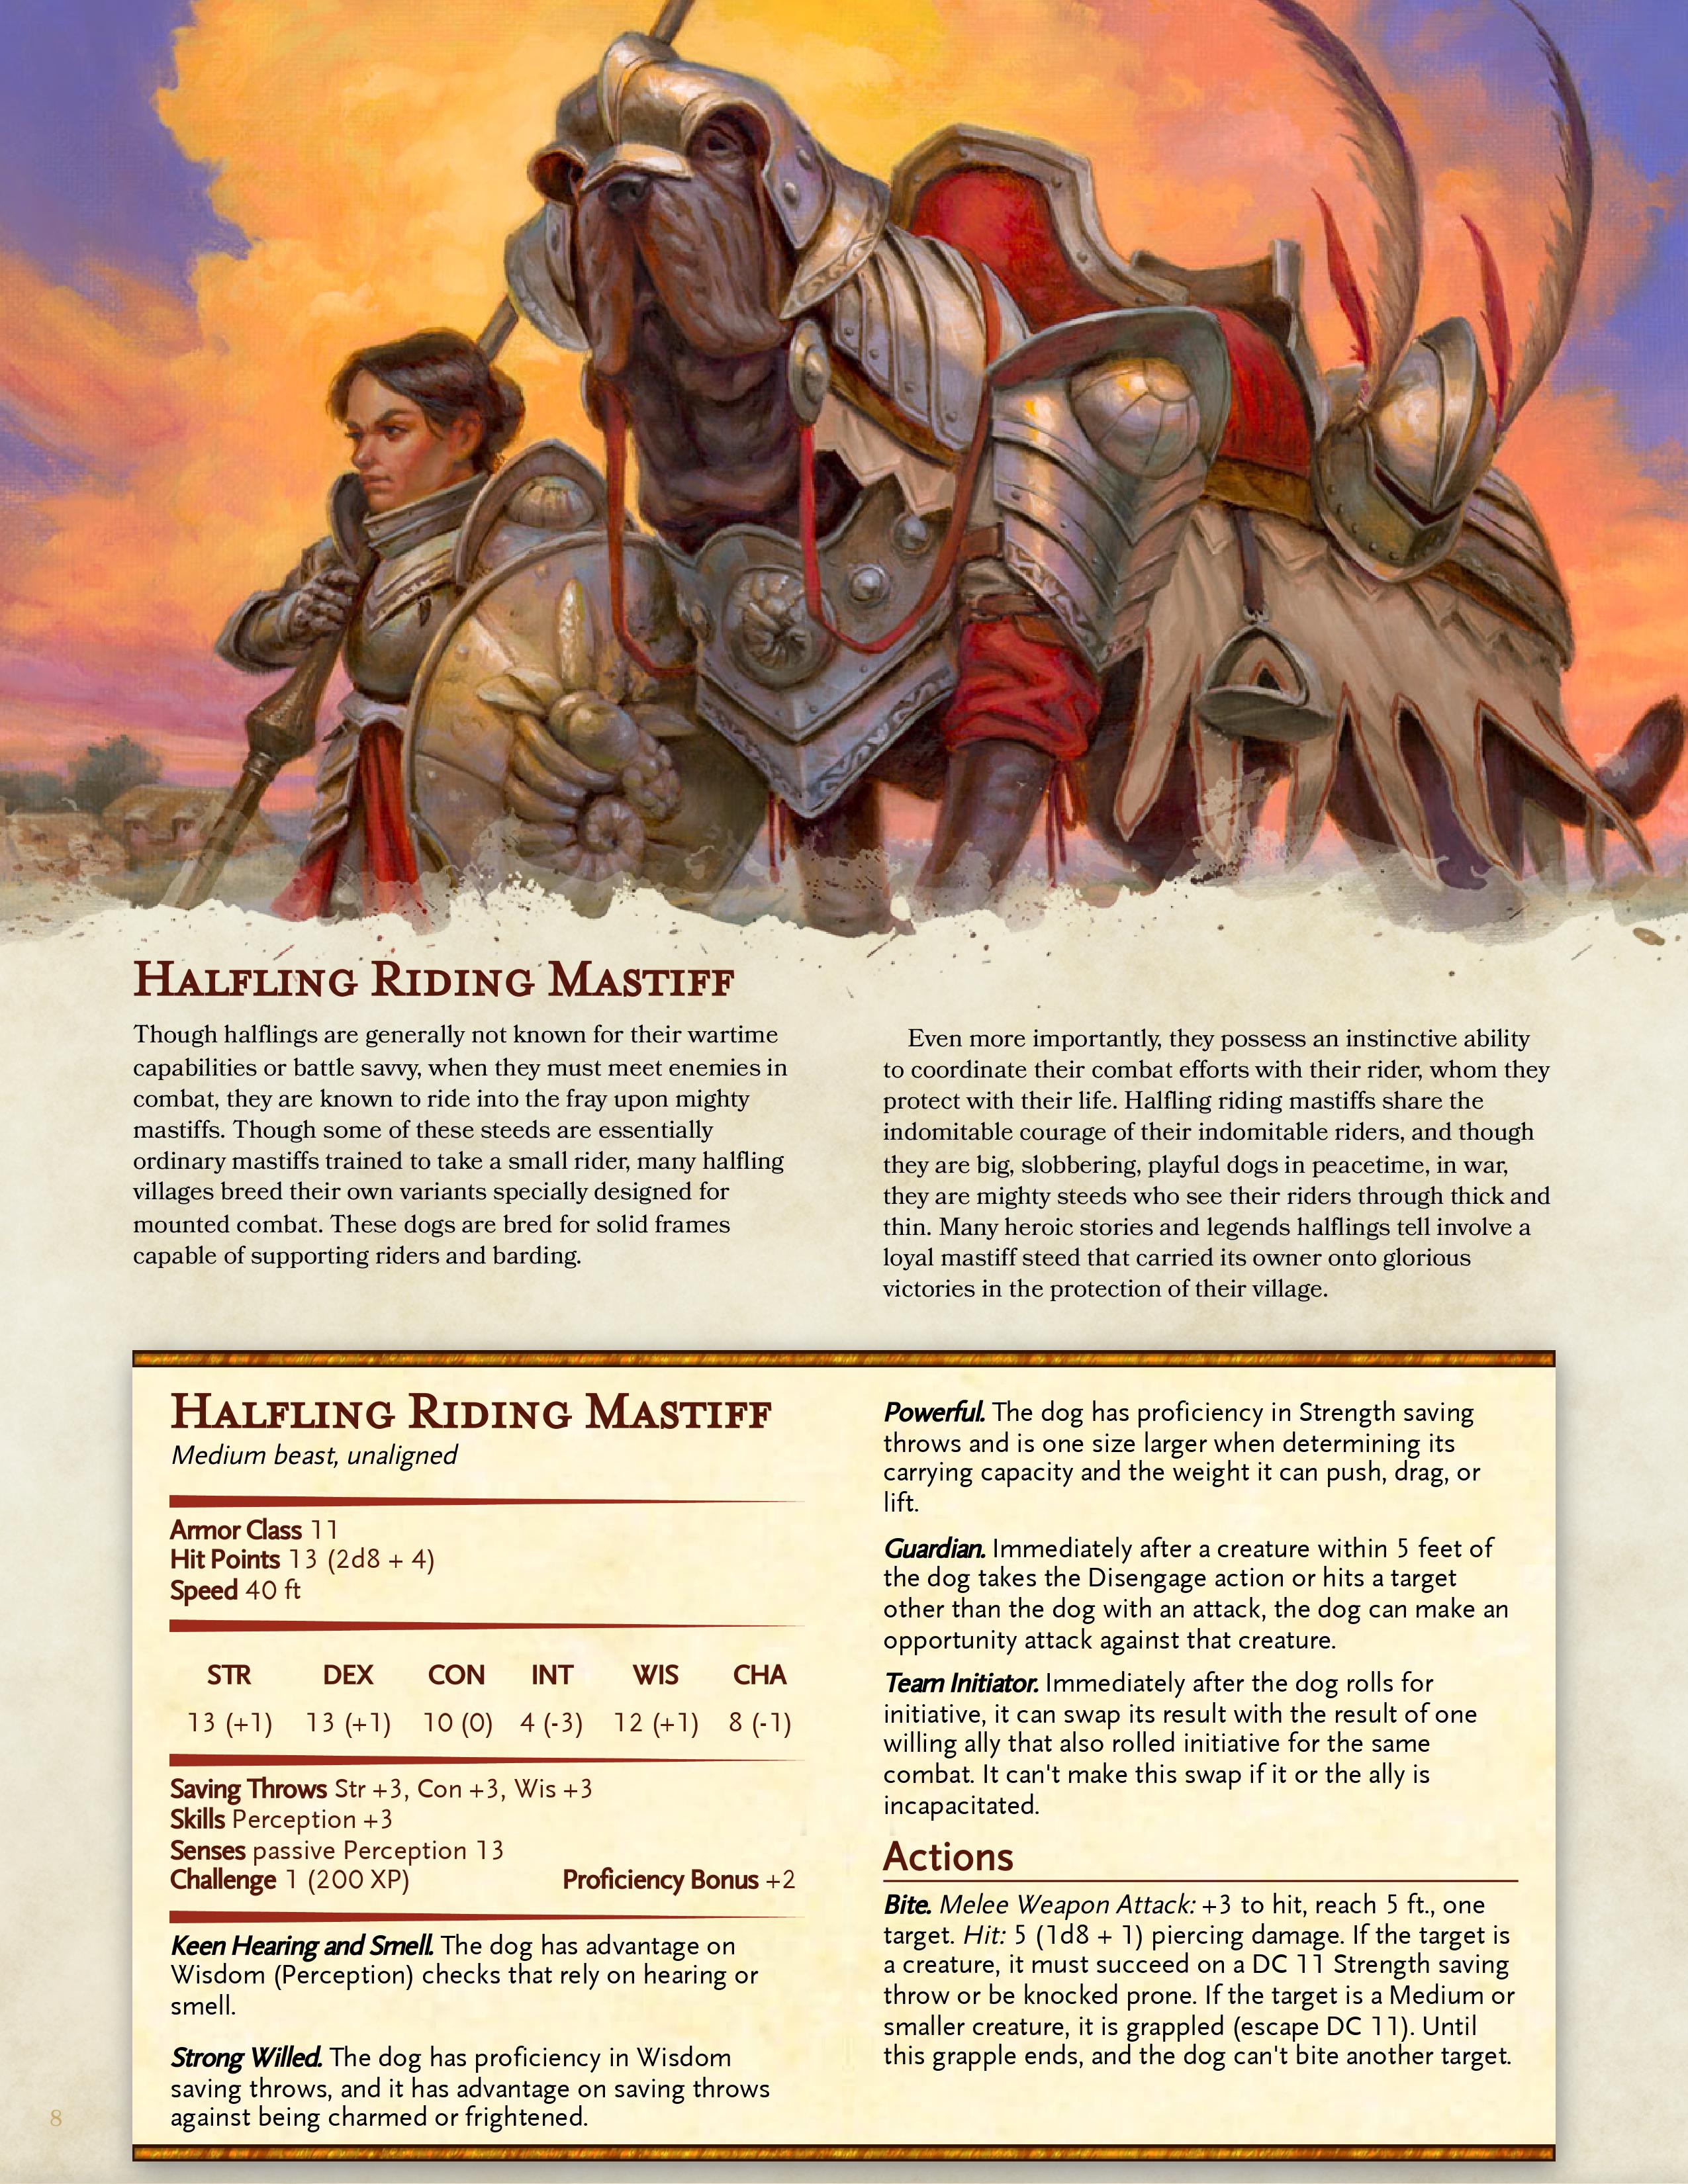 Halfling Riding Mastiff
Though halflings are generally not known for their wartime
capabilities or battle savvy, when they must meet enemies in
combat, they are known to ride into the fray upon mighty
mastiffs. Though some of these steeds are essentially
ordinary mastiffs trained to take a small rider, many halfling
villages breed their own variants specially designed for
mounted combat. These dogs are bred for solid frames
capable of supporting riders and barding.
Even more importantly, they possess an instinctive ability
to coordinate their combat efforts with their rider, whom they
protect with their life. Halfling riding mastiffs share the
indomitable courage of their indomitable riders, and though
they are big, slobbering, playful dogs in peacetime, in war,
they are mighty steeds who see their riders through thick and
thin. Many heroic stories and legends halflings tell involve a
loyal mastiff steed that carried its owner onto glorious
victories in the protection of their village.
Halfling Riding Mastiff
Medium beast, unaligned
Armor Class 11
Hit Points 13 (2d8 + 4)
Speed 40 ft
STR DEX CON INT WIS CHA
13 (+1) 13 (+1) 10 (0) 4 (-3) 12 (+1) 8 (-1)
Saving Throws Str +3, Con +3, Wis +3
Skills Perception +3
Senses passive Perception 13
Challenge 1 (200 XP) Proficiency Bonus +2
Keen Hearing and Smell. The dog has advantage on
Wisdom (Perception) checks that rely on hearing or
smell.
Strong Willed. The dog has proficiency in Wisdom
saving throws, and it has advantage on saving throws
against being charmed or frightened.
Powerful. The dog has proficiency in Strength saving
throws and is one size larger when determining its
carrying capacity and the weight it can push, drag, or
lift.
Guardian. Immediately after a creature within 5 feet of
the dog takes the Disengage action or hits a target
other than the dog with an attack, the dog can make an
opportunity attack against that creature.
Team Initiator. Immediately after the dog rolls for
initiative, it can swap its result with the result of one
willing ally that also rolled initiative for the same
combat. It can't make this swap if it or the ally is
incapacitated.
Actions
Bite. Melee Weapon Attack: +3 to hit, reach 5 ft., one
target. Hit: 5 (1d8 + 1) piercing damage. If the target is
a creature, it must succeed on a DC 11 Strength saving
throw or be knocked prone. If the target is a Medium or
smaller creature, it is grappled (escape DC 11). Until
this grapple ends, and the dog can't bite another target.
8